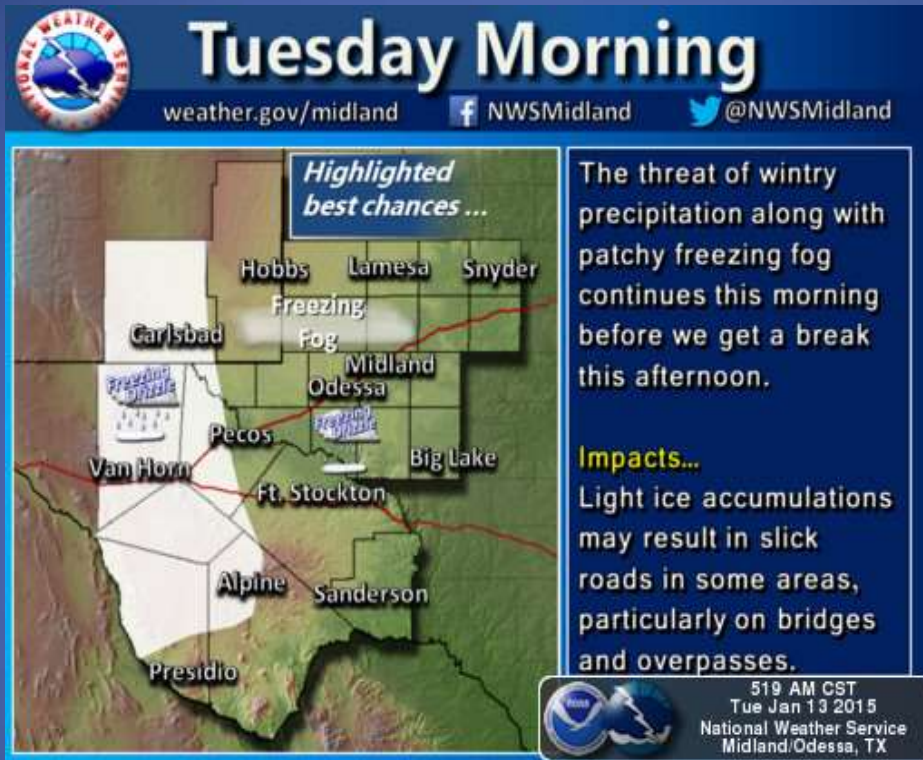 NATIONAL WEATHER SERVICE
Tuesday Morning
weather.gov/midland
f NWSMidland
@NWSMidland
Highlighted
best chances ...
Hobbs
Lamesa
Snyder
Freezing
Fog
Carlsbad
Midland
Odessa
Freezing
Drizzle
Freezing
Drizzle
Pecos
Big Lake
Van Horn
Ft. Stockton
Alpine
Sanderson
Presidio
The threat of wintry
precipitation along with
patchy freezing fog
continues this morning
before we get a break
this afternoon.
Impacts...
Light ice accumulations
may result in slick
roads in some areas,
particularly on bridges
and overpasses.
noaa
519 AM CST
Tue Jan 13 2015
National Weather Service
Midland/Odessa, TX